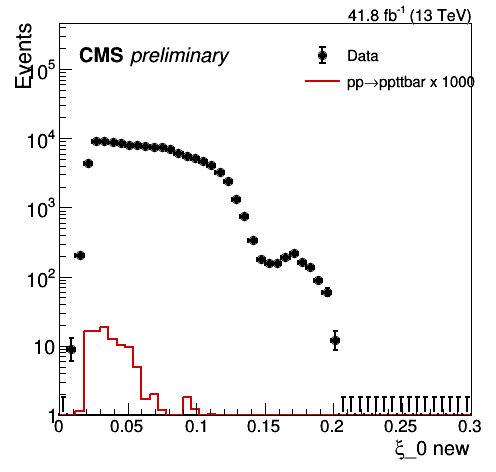 41.8 fb⁻¹ (13 TeV)
Events
CMS preliminary
Data
pp→ppttbar x 1000
10⁵
10⁴
10³
10²
10
1
0 0.05 0.1 0.15 0.2 0.25 0.3
ξ_0 new